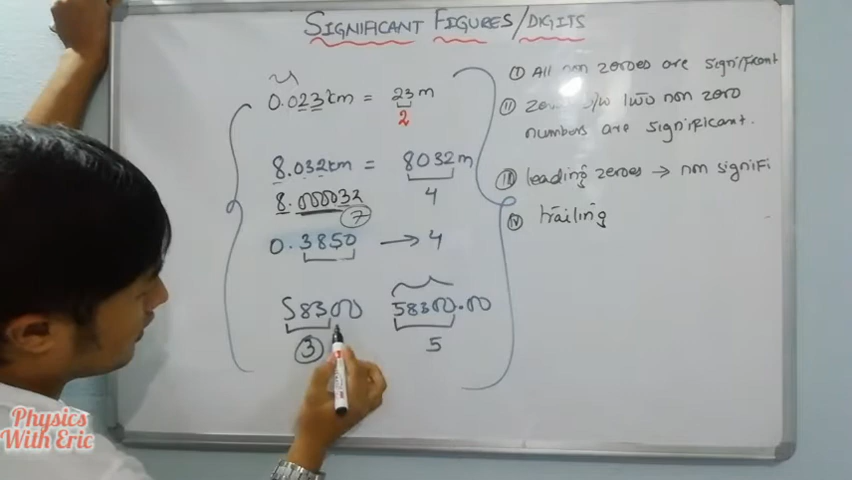 SIGNIFICANT FIGURES/DIGITS
0.023km = 23m
2
8.032km = 8032m
8.0000032
7
4
0.3850 → 4
58300 58300.00
3
5
(I) All non zeroes are significant
(II) zero b/w two non zero
numbers are significant.
(III) leading zeroes → non signifi
(IV) trailing
Physics
With Eric